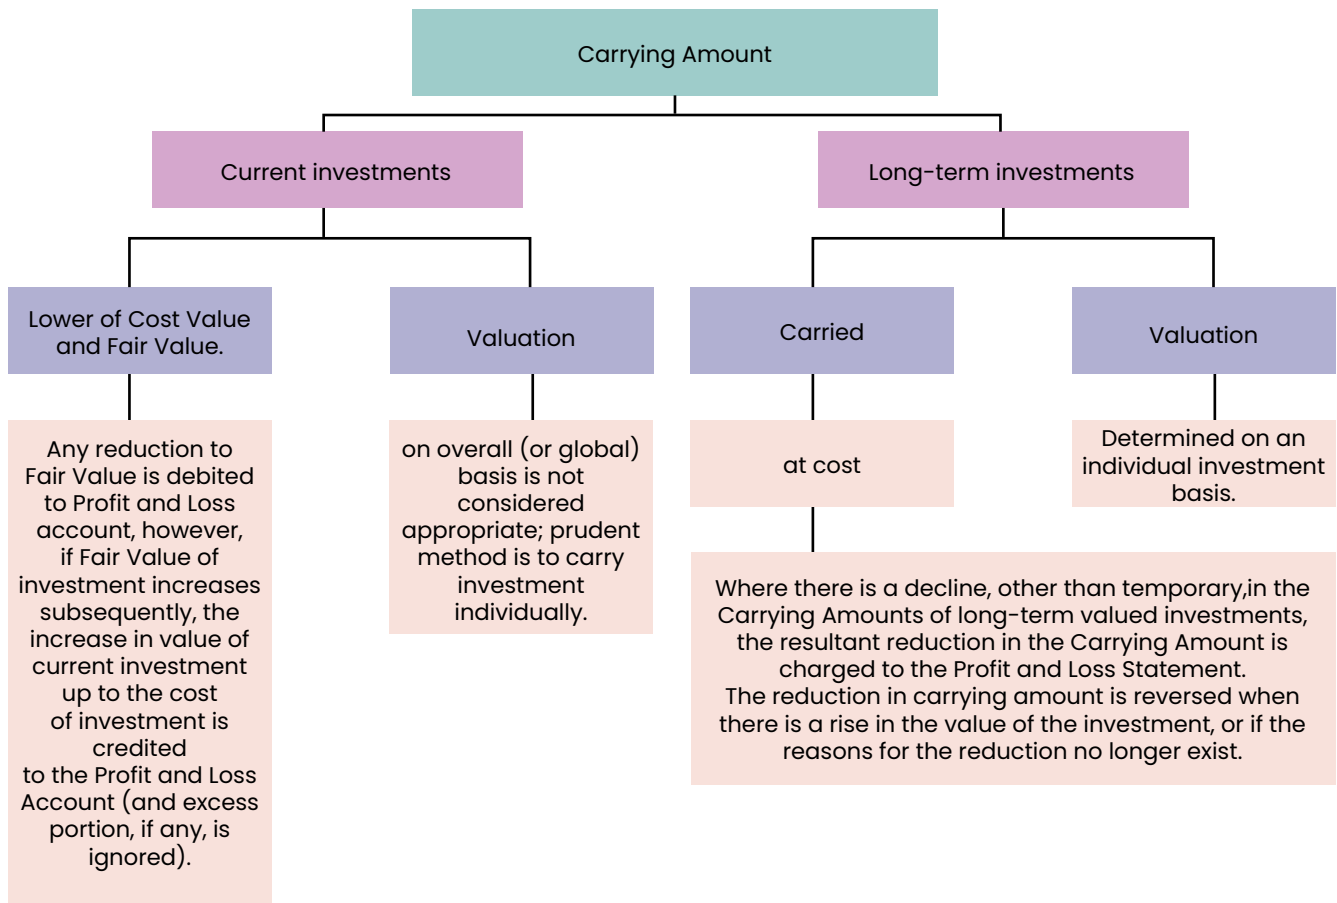 Carrying Amount
Current investments
Long-term investments
Lower of Cost Value
and Fair Value.
Valuation
Carried
Valuation
Any reduction to
Fair Value is debited
to Profit and Loss
account, however,
if Fair Value of
investment increases
subsequently, the
increase in value of
current investment
up to the cost
of investment is
credited
to the Profit and Loss
Account (and excess
portion, if any, is
ignored).
on overall (or global)
basis is not
considered
appropriate; prudent
method is to carry
investment
individually.
at cost
Determined on an
individual investment
basis.
Where there is a decline, other than temporary,in the
Carrying Amounts of long-term valued investments,
the resultant reduction in the Carrying Amount is
charged to the Profit and Loss Statement.
The reduction in carrying amount is reversed when
there is a rise in the value of the investment, or if the
reasons for the reduction no longer exist.